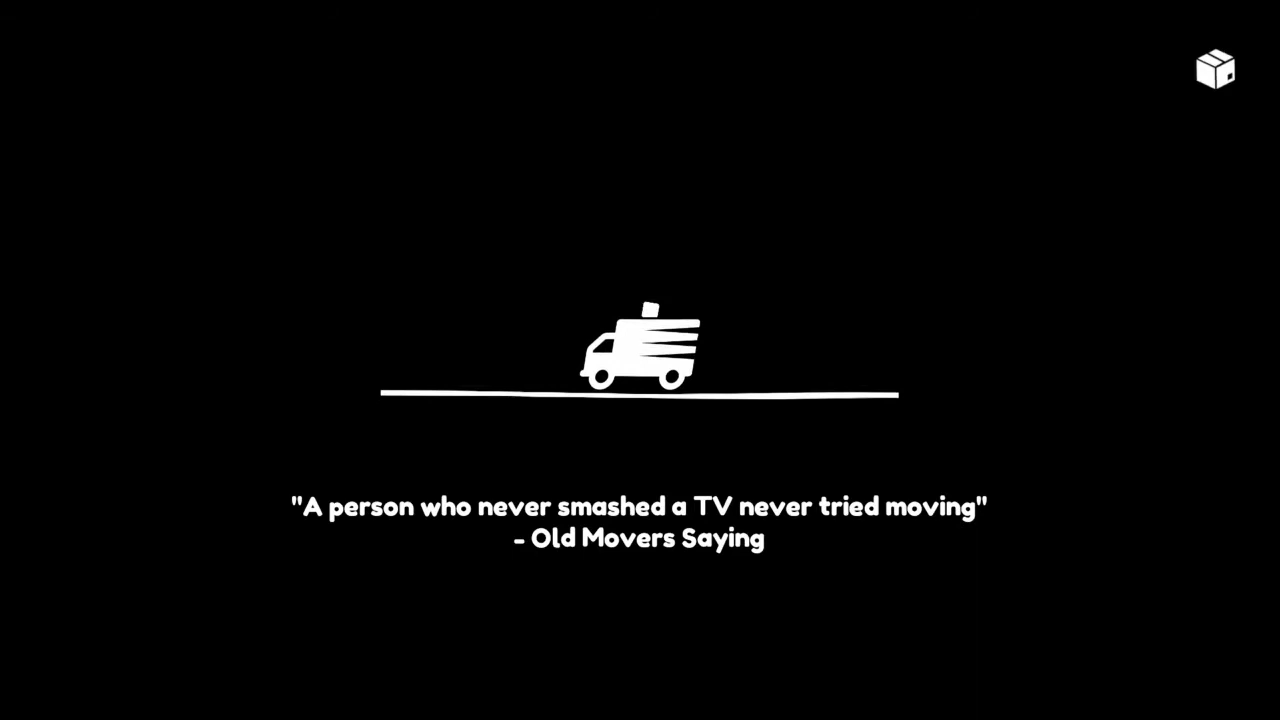 "A person who never smashed a TV never tried moving"
- Old Movers Saying